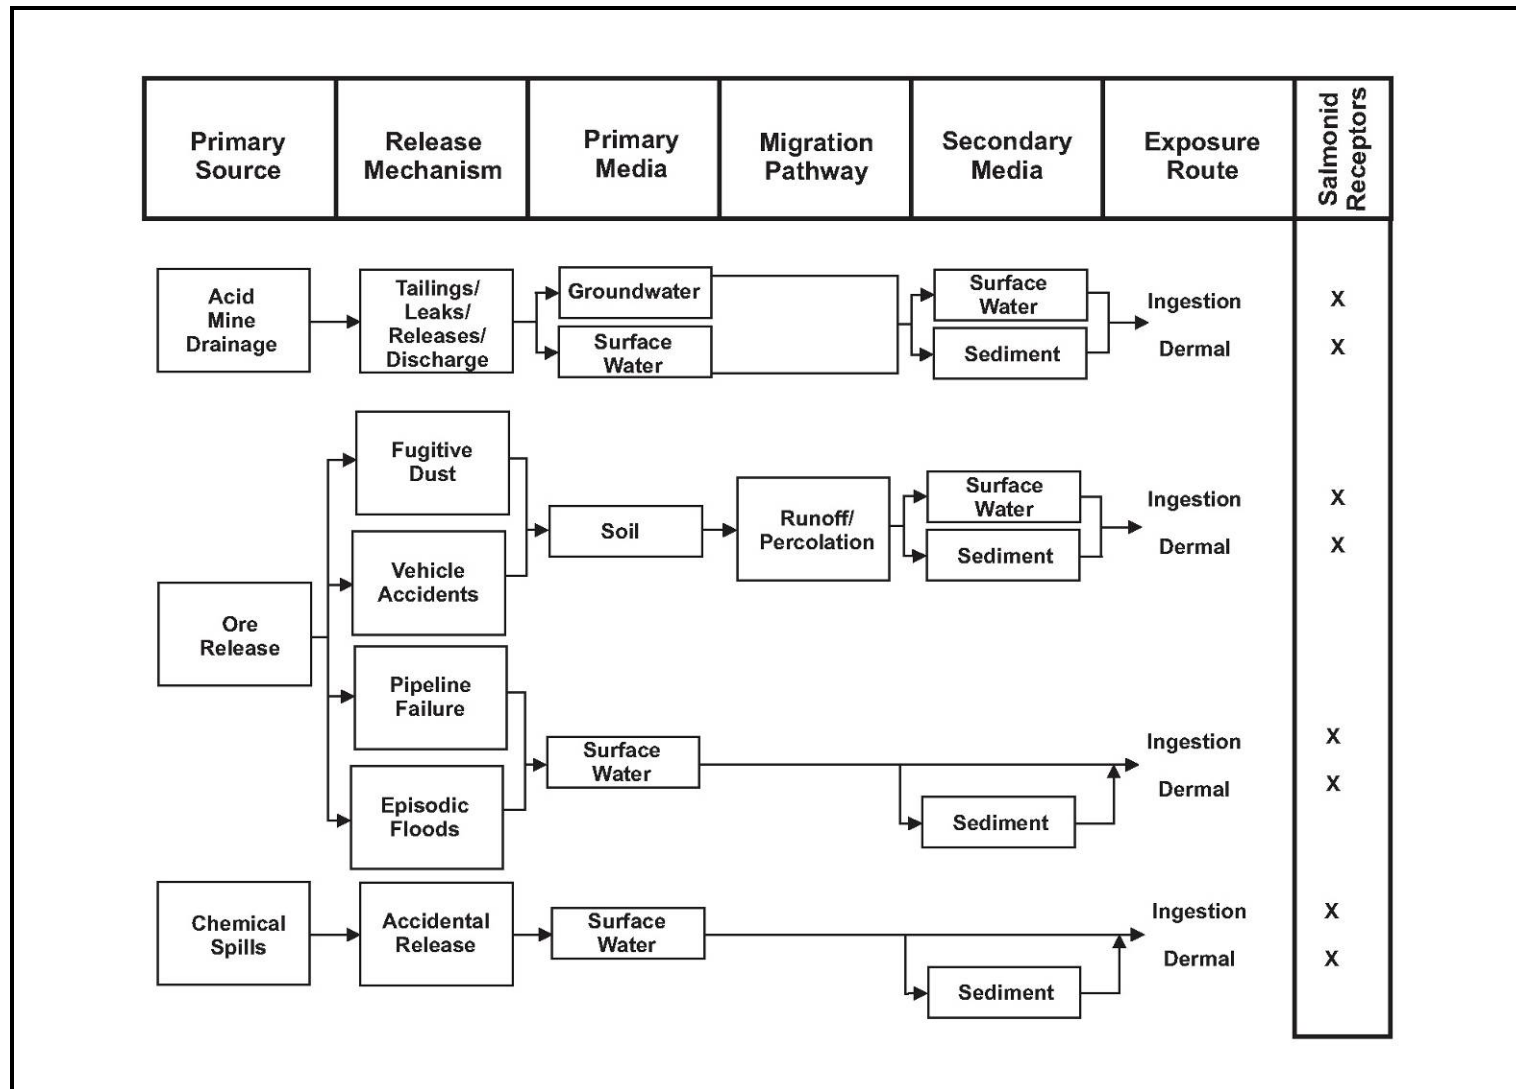 Primary
Source
Release
Mechanism
Primary
Media
Migration
Pathway
Secondary
Media
Exposure
Route
Salmonid
Receptors
Acid
Mine
Drainage
Tailings/
Leaks/
Releases/
Discharge
Groundwater
Surface
Water
Surface
Water
Sediment
Ingestion
X
Dermal
X
Ore
Release
Fugitive
Dust
Vehicle
Accidents
Soil
Runoff/
Percolation
Surface
Water
Sediment
Ingestion
X
Dermal
X
Pipeline
Failure
Episodic
Floods
Surface
Water
Sediment
Ingestion
X
Dermal
X
Chemical
Spills
Accidental
Release
Surface
Water
Sediment
Ingestion
X
Dermal
X